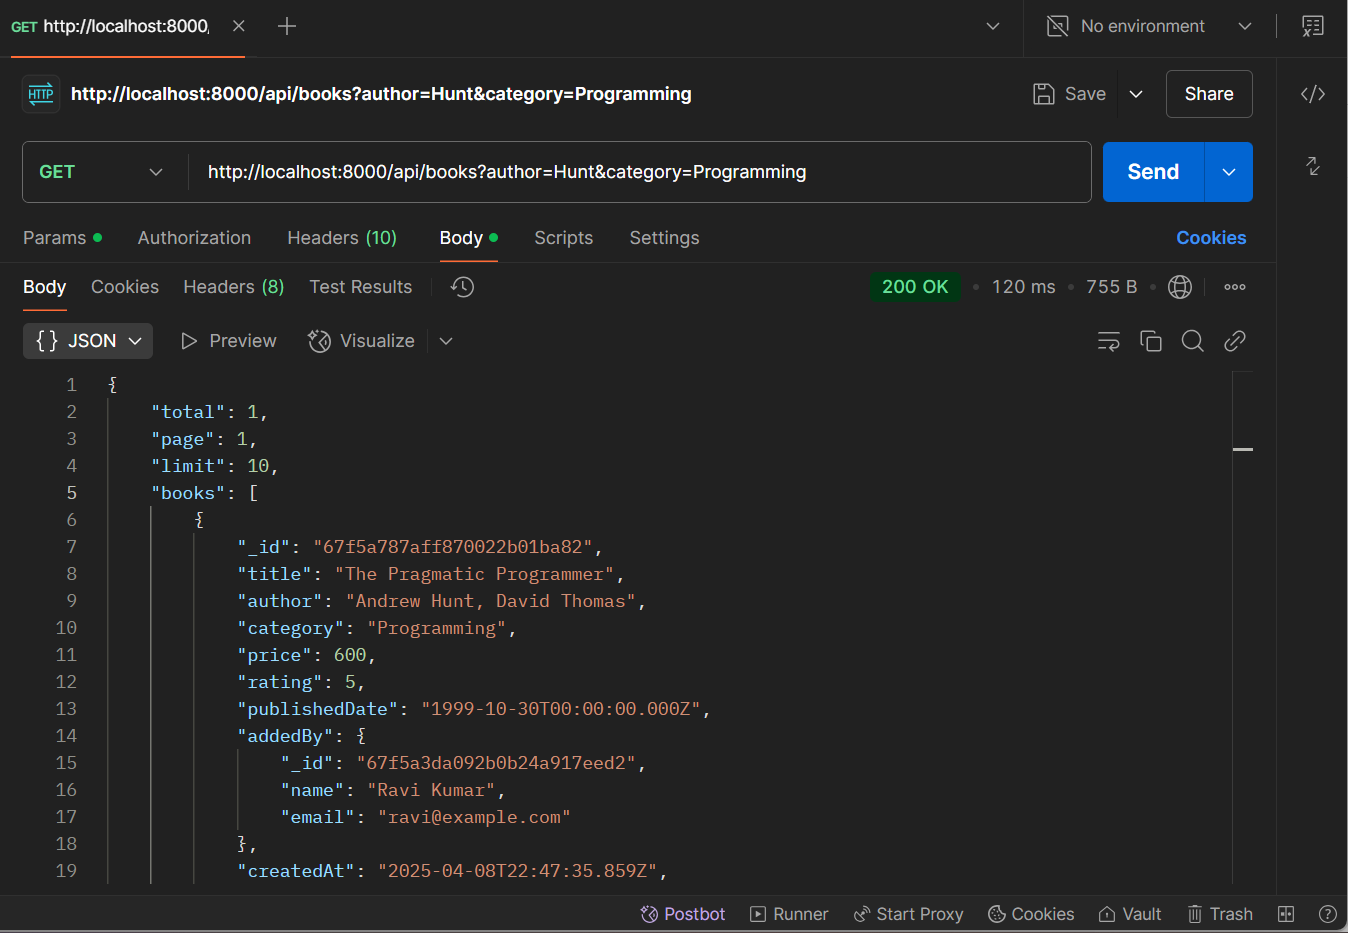 GET http://localhost:8000,
No environment
HTTP http://localhost:8000/api/books?author=Hunt&category=Programming
Save
Share
GET http://localhost:8000/api/books?author=Hunt&category=Programming
Send
Params Authorization Headers (10) Body Scripts Settings Cookies
Body Cookies Headers (8) Test Results 200 OK 120 ms 755 B
{} JSON Preview Visualize
1 {
2 "total": 1,
3 "page": 1,
4 "limit": 10,
5 "books": [
6 {
7 "_id": "67f5a787aff870022b01ba82",
8 "title": "The Pragmatic Programmer",
9 "author": "Andrew Hunt, David Thomas",
10 "category": "Programming",
11 "price": 600,
12 "rating": 5,
13 "publishedDate": "1999-10-30T00:00:00.000Z",
14 "addedBy": {
15 "_id": "67f5a3da092b0b24a917eed2",
16 "name": "Ravi Kumar",
17 "email": "ravi@example.com"
18 },
19 "createdAt": "2025-04-08T22:47:35.859Z",
Postbot Runner Start Proxy Cookies Vault Trash